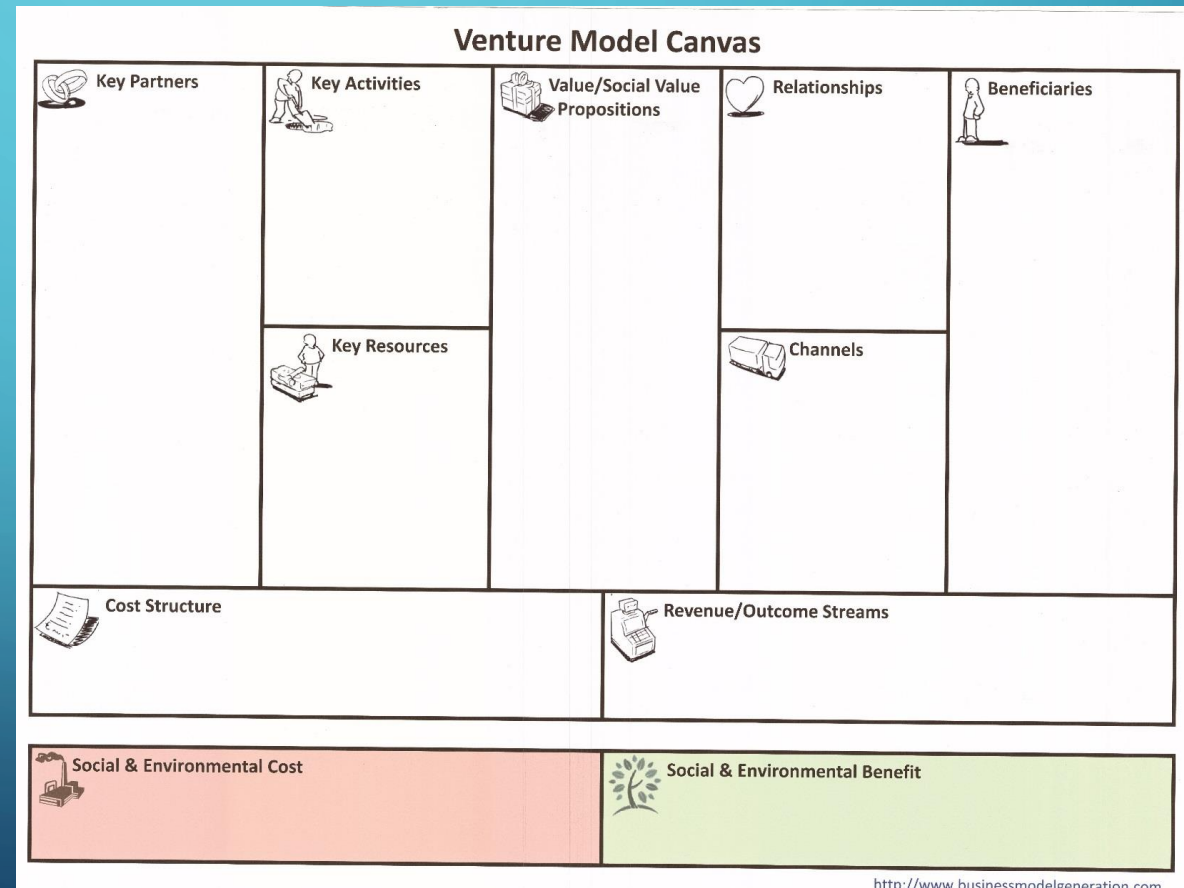 Venture Model Canvas
Key Partners
Key Activities
Key Resources
Value/Social Value
Propositions
Relationships
Channels
Beneficiaries
Cost Structure
Revenue/Outcome Streams
Social & Environmental Cost
Social & Environmental Benefit
http://www.businessmodelgeneration.com